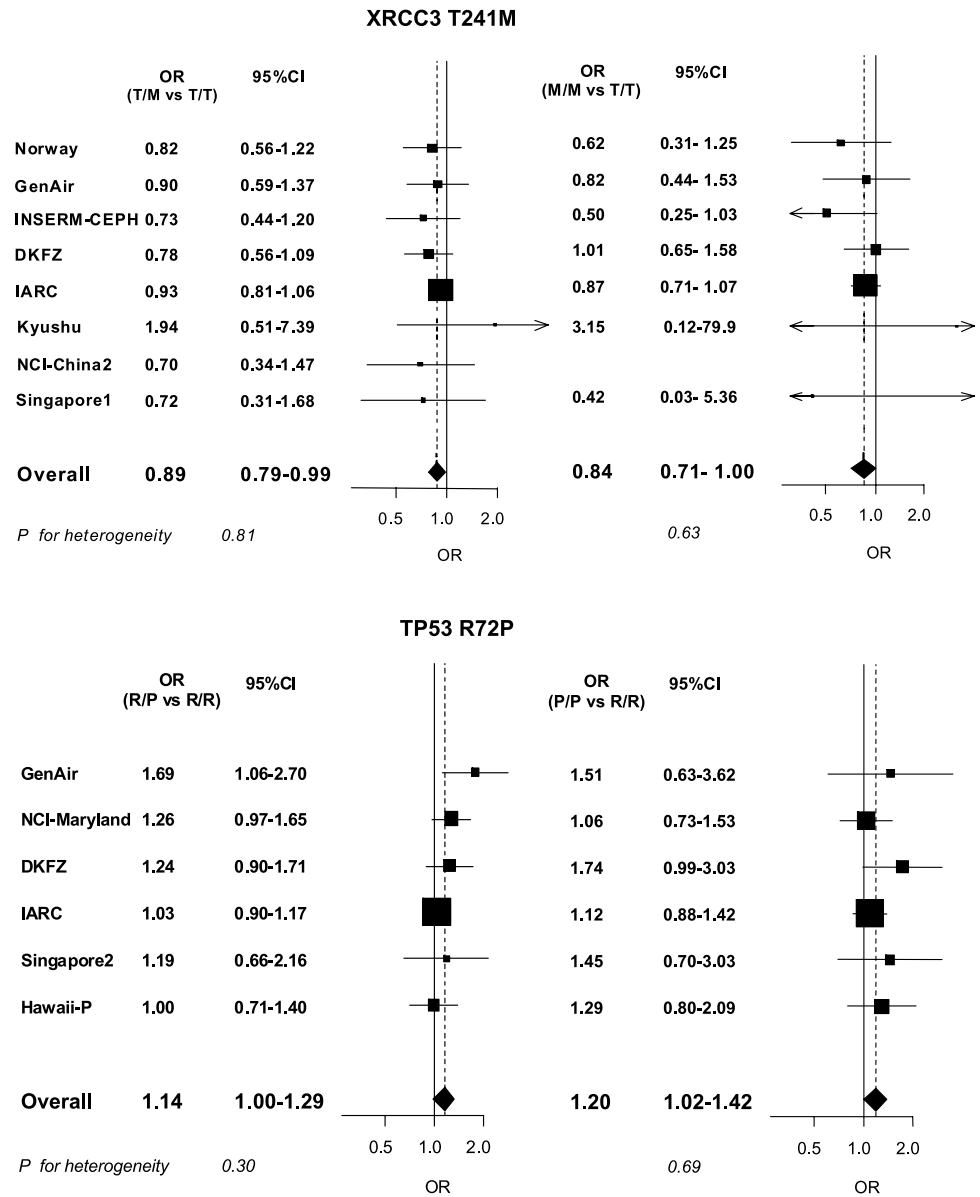 XRCC3 T241M
OR 95%CI OR 95%CI
(T/M vs T/T) (M/M vs T/T)
Norway 0.82 0.56-1.22 0.62 0.31- 1.25
GenAir 0.90 0.59-1.37 0.82 0.44- 1.53
INSERM-CEPH 0.73 0.44-1.20 0.50 0.25- 1.03
DKFZ 0.78 0.56-1.09 1.01 0.65- 1.58
IARC 0.93 0.81-1.06 0.87 0.71- 1.07
Kyushu 1.94 0.51-7.39 3.15 0.12-79.9
NCI-China2 0.70 0.34-1.47
Singapore1 0.72 0.31-1.68 0.42 0.03- 5.36
Overall 0.89 0.79-0.99 0.84 0.71- 1.00
0.5 1.0 2.0 0.5 1.0 2.0
P for heterogeneity 0.81 0.63
OR OR
TP53 R72P
OR 95%CI OR 95%CI
(R/P vs R/R) (P/P vs R/R)
GenAir 1.69 1.06-2.70 1.51 0.63-3.62
NCI-Maryland 1.26 0.97-1.65 1.06 0.73-1.53
DKFZ 1.24 0.90-1.71 1.74 0.99-3.03
IARC 1.03 0.90-1.17 1.12 0.88-1.42
Singapore2 1.19 0.66-2.16 1.45 0.70-3.03
Hawaii-P 1.00 0.71-1.40 1.29 0.80-2.09
Overall 1.14 1.00-1.29 1.20 1.02-1.42
0.5 1.0 2.0 0.5 1.0 2.0
P for heterogeneity 0.30 0.69
OR OR